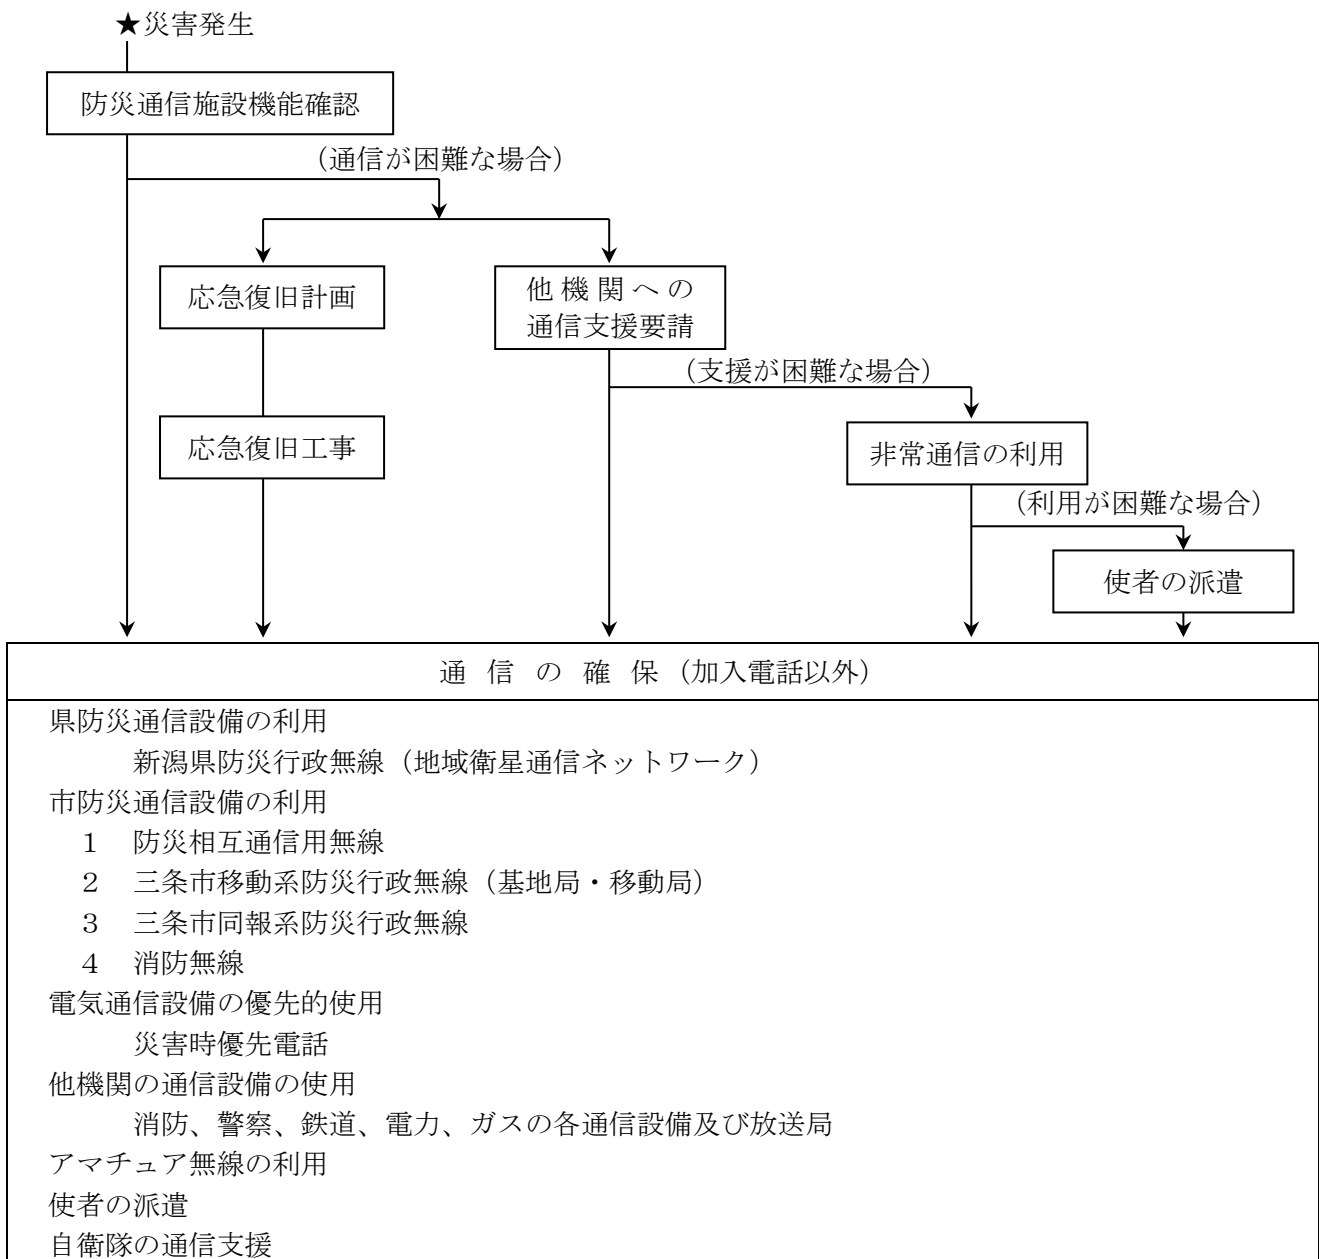 ★災害発生
防災通信施設機能確認
(通信が困難な場合)
応急復旧計画
他機関への
通信支援要請
(支援が困難な場合)
応急復旧工事
非常通信の利用
(利用が困難な場合)
使者の派遣
通信の確保(加入電話以外)
県防災通信設備の利用
新潟県防災行政無線(地域衛星通信ネットワーク)
市防災通信設備の利用
1 防災相互通信用無線
2 三条市移動系防災行政無線(基地局・移動局)
3 三条市同報系防災行政無線
4 消防無線
電気通信設備の優先的使用
災害時優先電話
他機関の通信設備の使用
消防、警察、鉄道、電力、ガスの各通信設備及び放送局
アマチュア無線の利用
使者の派遣
自衛隊の通信支援